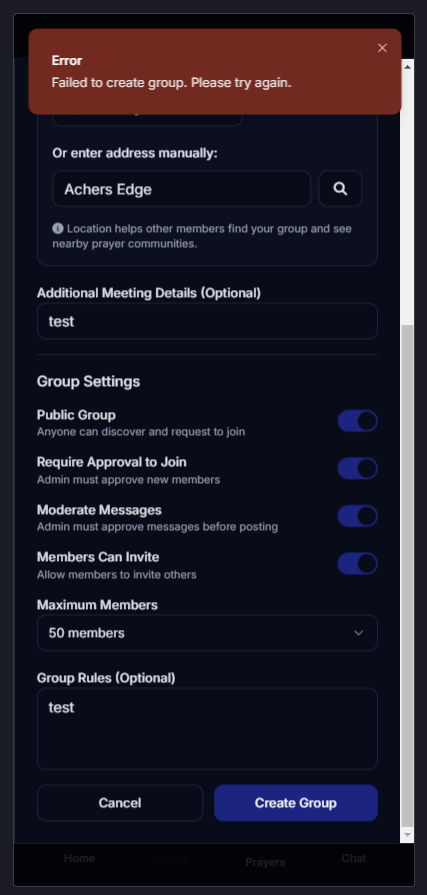 Error
Failed to create group. Please try again.
Or enter address manually:
Achers Edge
Location helps other members find your group and see
nearby prayer communities.
Additional Meeting Details (Optional)
test
Group Settings
Public Group
Anyone can discover and request to join
Require Approval to Join
Admin must approve new members
Moderate Messages
Admin must approve messages before posting
Members Can Invite
Allow members to invite others
Maximum Members
50 members
Group Rules (Optional)
test
Cancel
Create Group
Home
Groups
Prayers
Chat